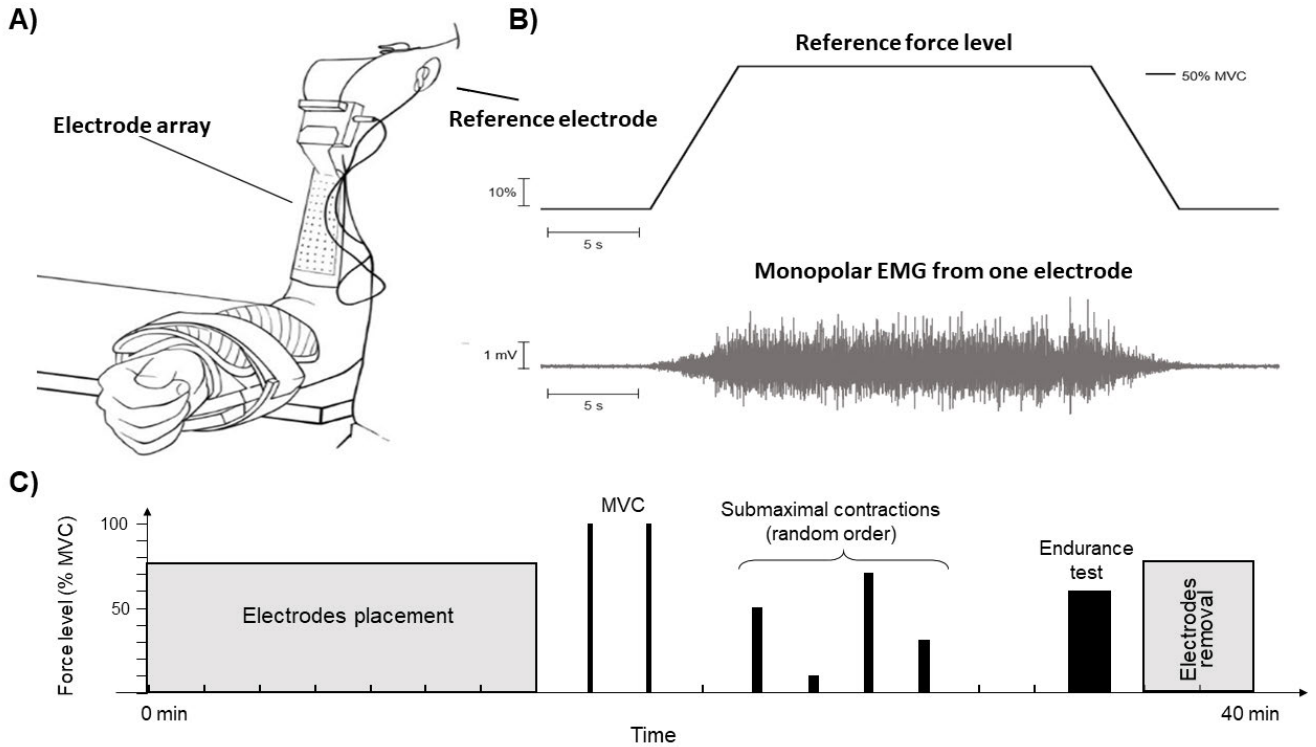 A)
Electrode array
Reference electrode
B)
Reference force level
50% MVC
10%
5 s
Monopolar EMG from one electrode
1 mV
5 s
C)
Force level (% MVC)
100
50
Electrodes placement
MVC
Submaximal contractions
(random order)
Endurance
test
Electrodes
removal
0 min
40 min
Time